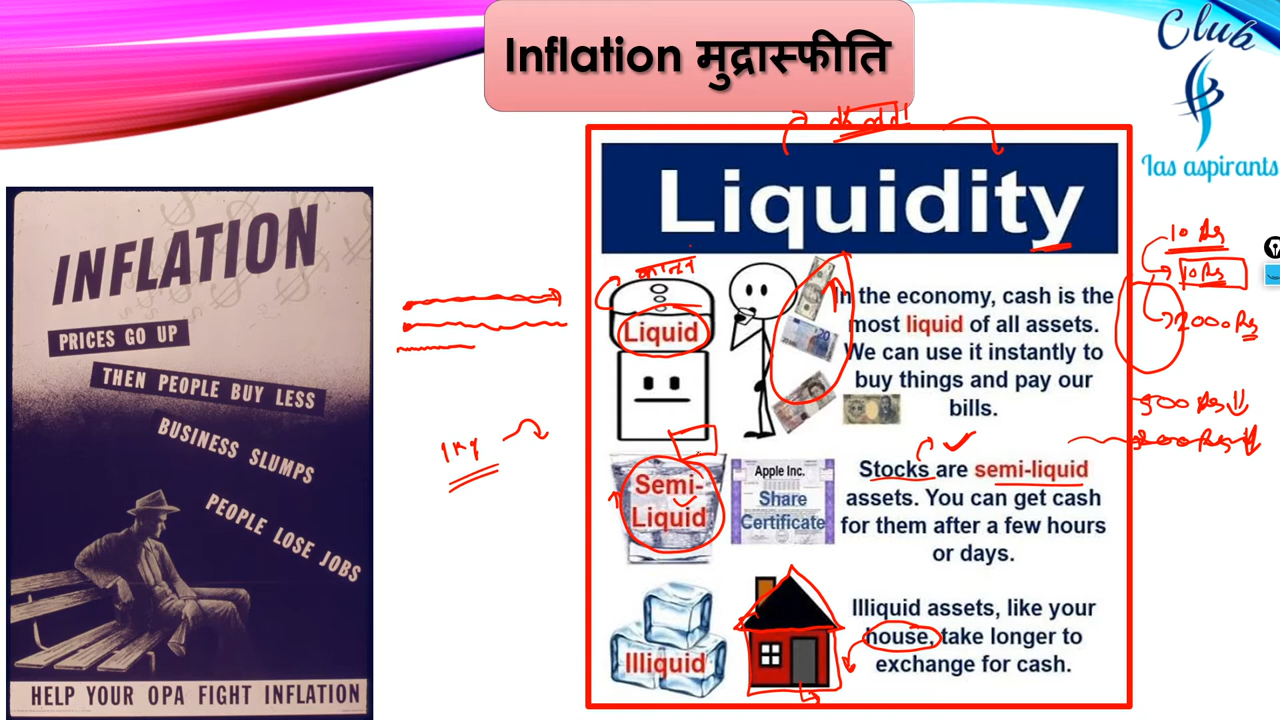 Inflation मुद्रास्फीति
Club
Ias aspirants
INFLATION
PRICES GO UP
THEN PEOPLE BUY LESS
BUSINESS SLUMPS
PEOPLE LOSE JOBS
HELP YOUR OPA FIGHT INFLATION
Liquidity
Liquid
In the economy, cash is the
most liquid of all assets.
We can use it instantly to
buy things and pay our
bills.
Semi-
Liquid
Apple Inc.
Share
Certificate
Stocks are semi-liquid
assets. You can get cash
for them after a few hours
or days.
Illiquid
Illiquid assets, like your
house, take longer to
exchange for cash.
10 Rs
10 Rs
2000 Rs
500 Rs